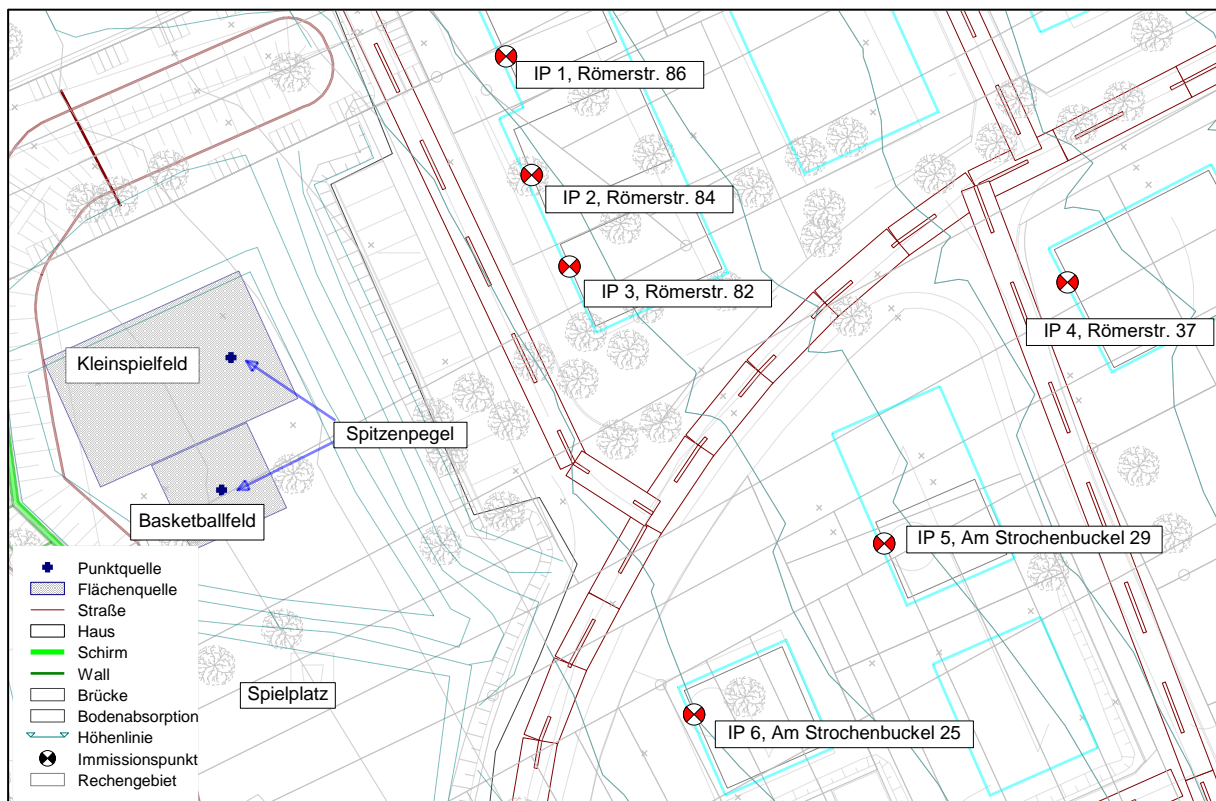 IP 1, Römerstr. 86
IP 2, Römerstr. 84
IP 3, Römerstr. 82
IP 4, Römerstr. 37
Kleinspielfeld
Spitzenpegel
Basketballfeld
IP 5, Am Strochenbuckel 29
Punktquelle
Flächenquelle
Straße
Haus
Schirm
Wall
Brücke
Bodenabsorption
Höhenlinie
Immissionspunkt
Rechengebiet
Spielplatz
IP 6, Am Strochenbuckel 25